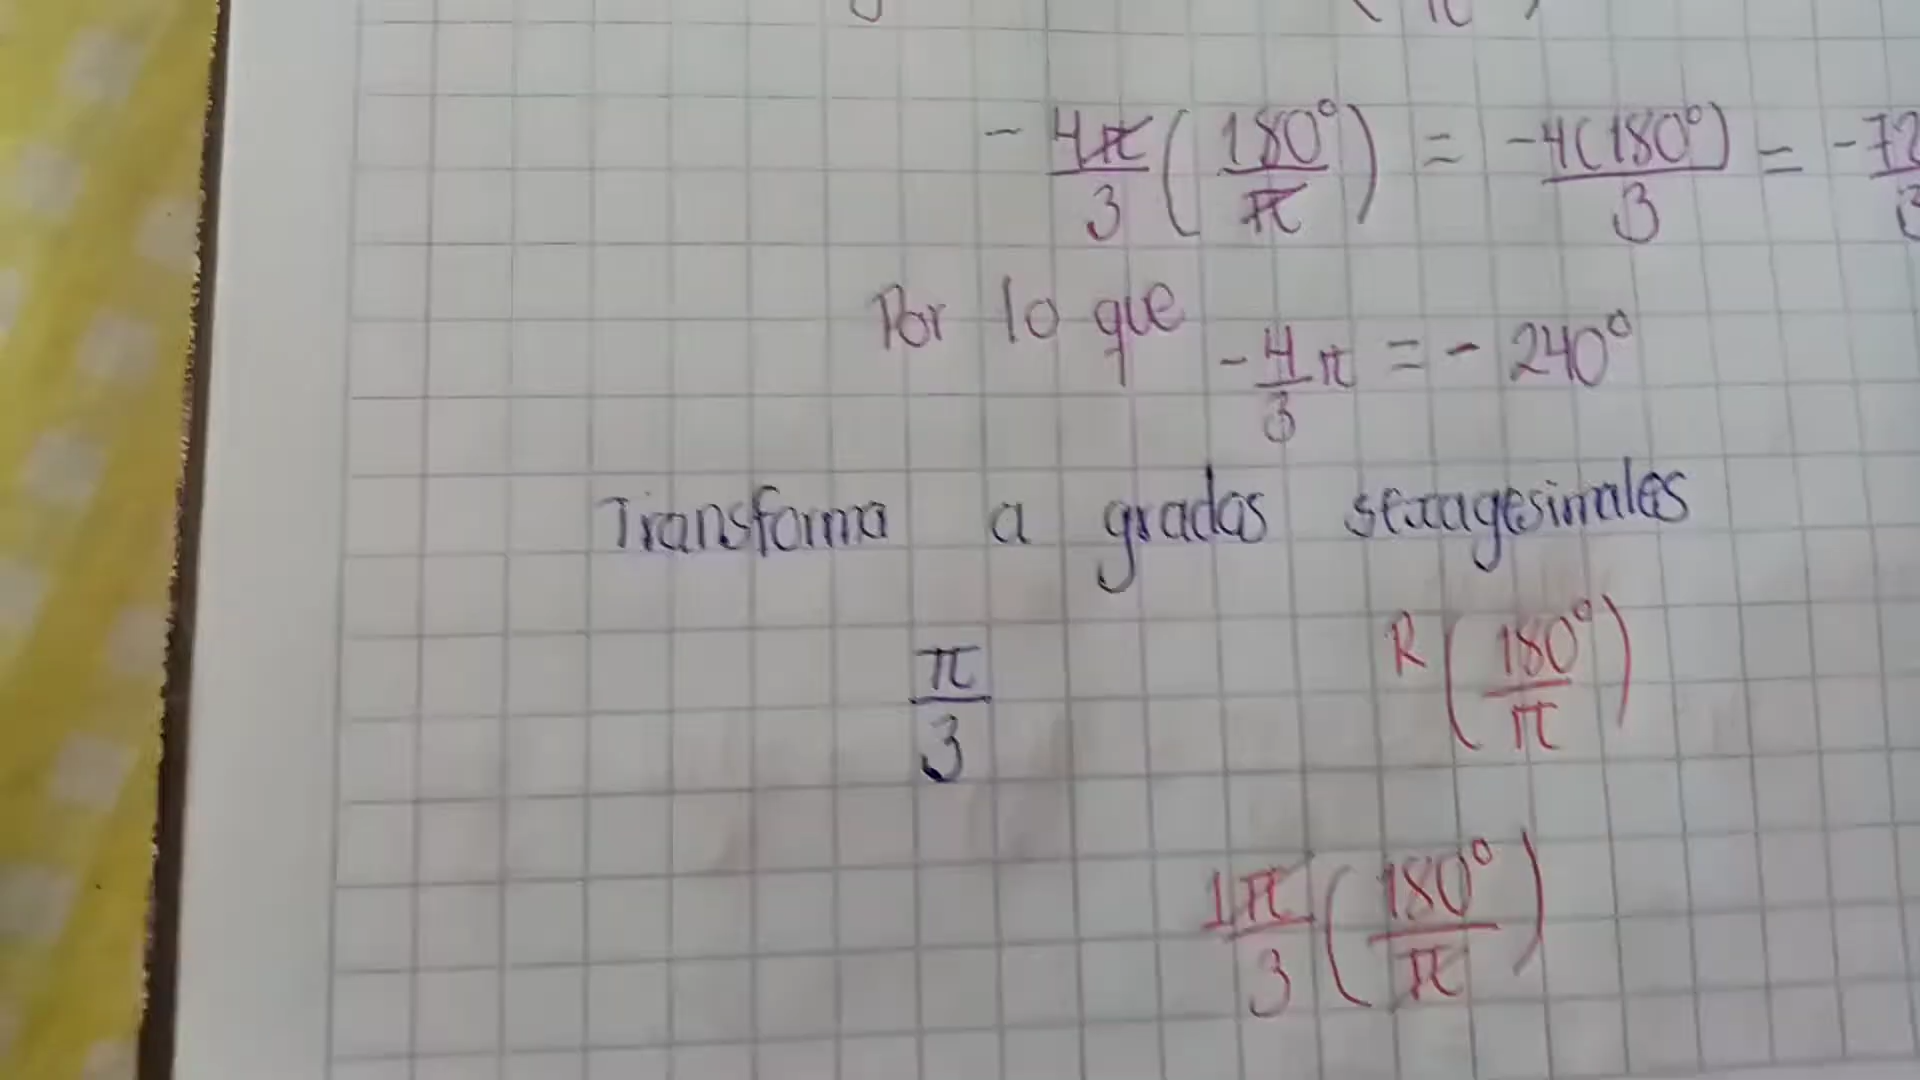 - 4π/3 ( 180° / π ) = -4(180°) / 3 = -72
Por lo que - 4/3 π = - 240°
Transforma a grados sexagesimales
π/3 R ( 180° / π )
1π/3 ( 180° / π )